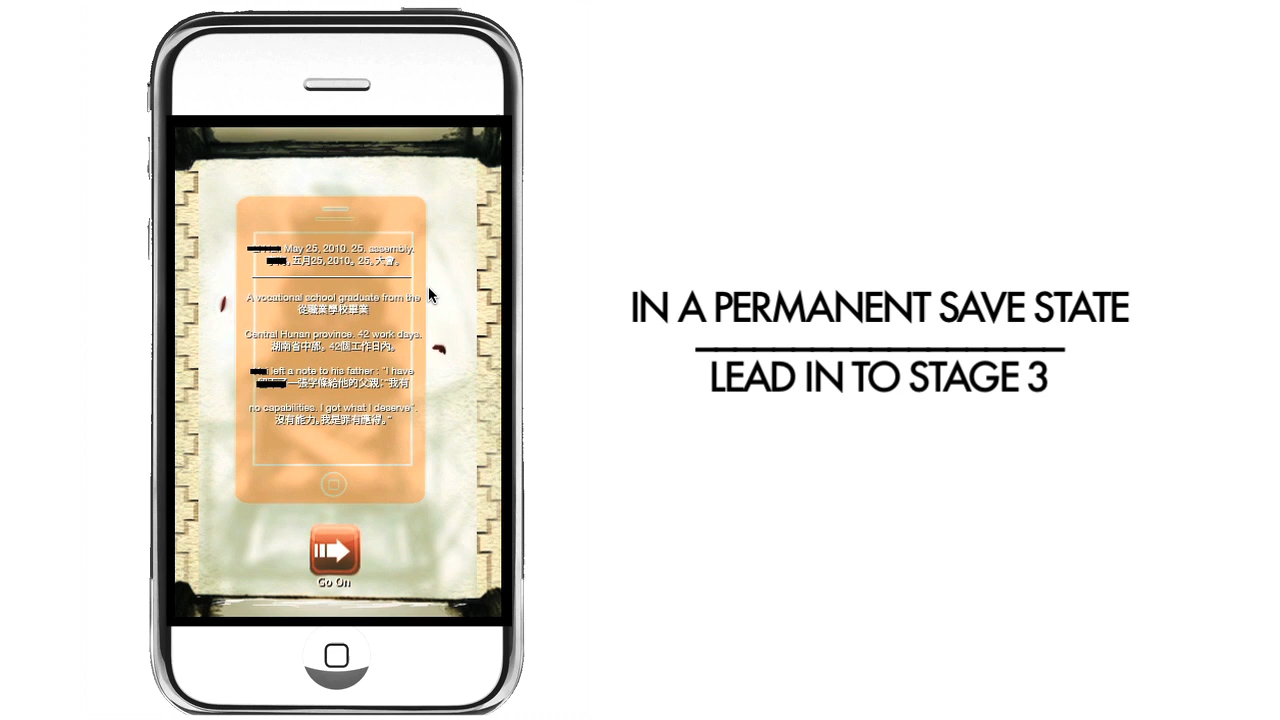 May 25, 2010. 25. assembly.
五月25, 2010。25。大會。
A vocational school graduate from the
從職業學校畢業
Central Hunan province. 42 work days.
湖南省中部。42個工作日內。
left a note to his father : "I have
一張字條給他的父親:"我有
no capabilities. I got what I deserve".
沒有能力。我是罪有應得。"
Go On
IN A PERMANENT SAVE STATE
LEAD IN TO STAGE 3